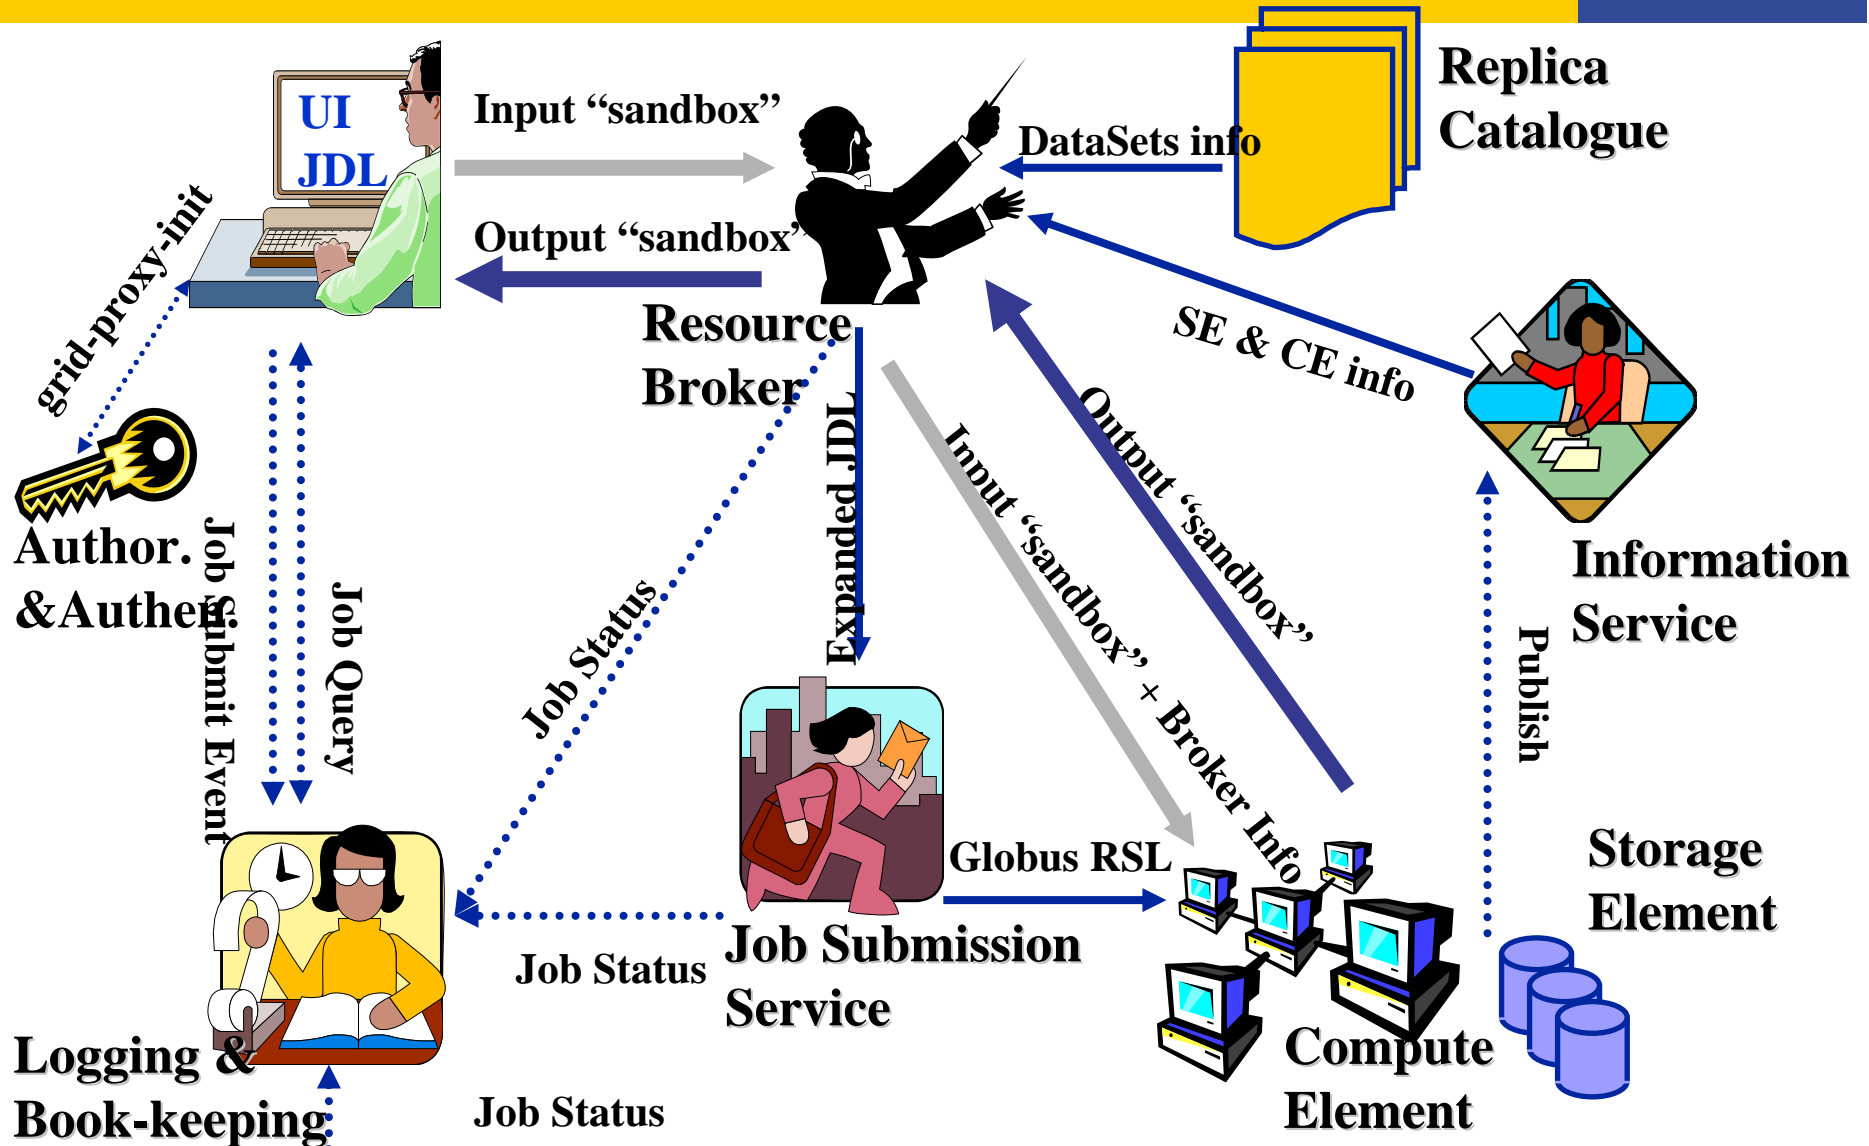 UI
JDL
Input “sandbox”
Output “sandbox”
DataSets info
Replica
Catalogue
grid-proxy-init
Resource
Broker
SE & CE info
Author.
&Authen.
Job Submit Event
Job Query
Job Status
Expanded JDL
Input “sandbox” + Broker Info
Output “sandbox”
Information
Service
Publish
Globus RSL
Storage
Element
Job Status
Job Submission
Service
Compute
Element
Logging &
Book-keeping
Job Status